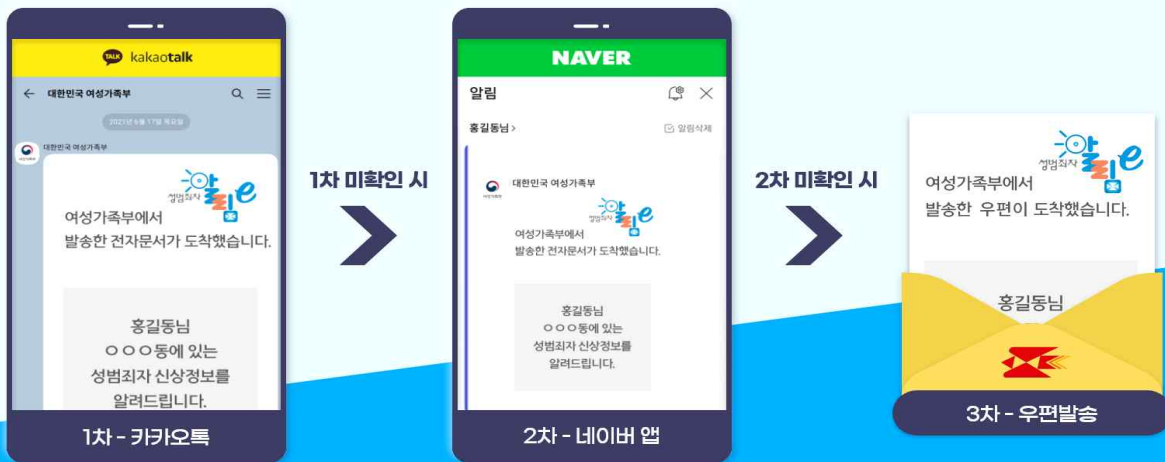 TALK kakaotalk
대한민국 여성가족부
2021년 6월 17일 목요일
대한민국 여성가족부
성범죄자 알림e
여성가족부에서
발송한 전자문서가 도착했습니다.
홍길동님
ㅇㅇㅇ동에 있는
성범죄자 신상정보를
알려드립니다.
1차 - 카카오톡
1차 미확인 시
NAVER
알림
홍길동님 >
알림삭제
대한민국 여성가족부
성범죄자 알림e
여성가족부에서
발송한 전자문서가 도착했습니다.
홍길동님
ㅇㅇㅇ동에 있는
성범죄자 신상정보를
알려드립니다.
2차 - 네이버 앱
2차 미확인 시
성범죄자 알림e
여성가족부에서
발송한 우편이 도착했습니다.
홍길동님
3차 - 우편발송